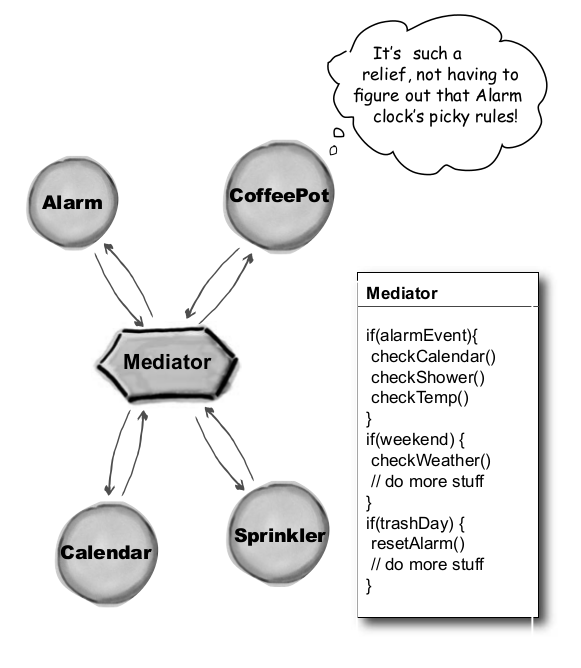 It's such a
relief, not having to
figure out that Alarm
clock's picky rules!
Alarm
CoffeePot
Mediator
Calendar
Sprinkler
Mediator
if(alarmEvent){
checkCalendar()
checkShower()
checkTemp()
}
if(weekend) {
checkWeather()
// do more stuff
}
if(trashDay) {
resetAlarm()
// do more stuff
}